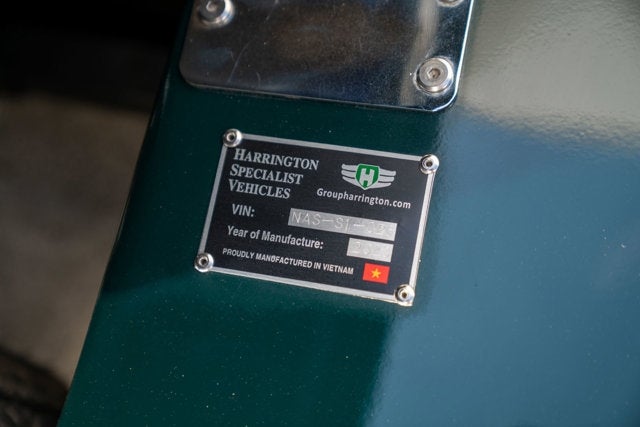 HARRINGTON
SPECIALIST
VEHICLES
H
Groupharrington.com
VIN:
Year of Manufacture:
PROUDLY MANUFACTURED IN VIETNAM